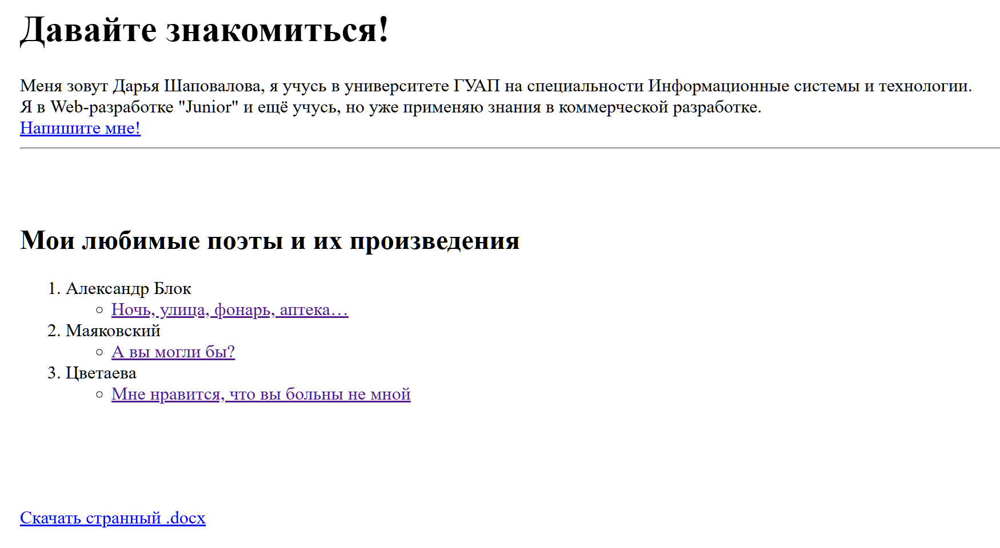 Давайте знакомиться!
Меня зовут Дарья Шаповалова, я учусь в университете ГУАП на специальности Информационные системы и технологии.
Я в Web-разработке "Junior" и ещё учусь, но уже применяю знания в коммерческой разработке.
Напишите мне!
Мои любимые поэты и их произведения
1. Александр Блок
◦ Ночь, улица, фонарь, аптека…
2. Маяковский
◦ А вы могли бы?
3. Цветаева
◦ Мне нравится, что вы больны не мной
Скачать странный .docx